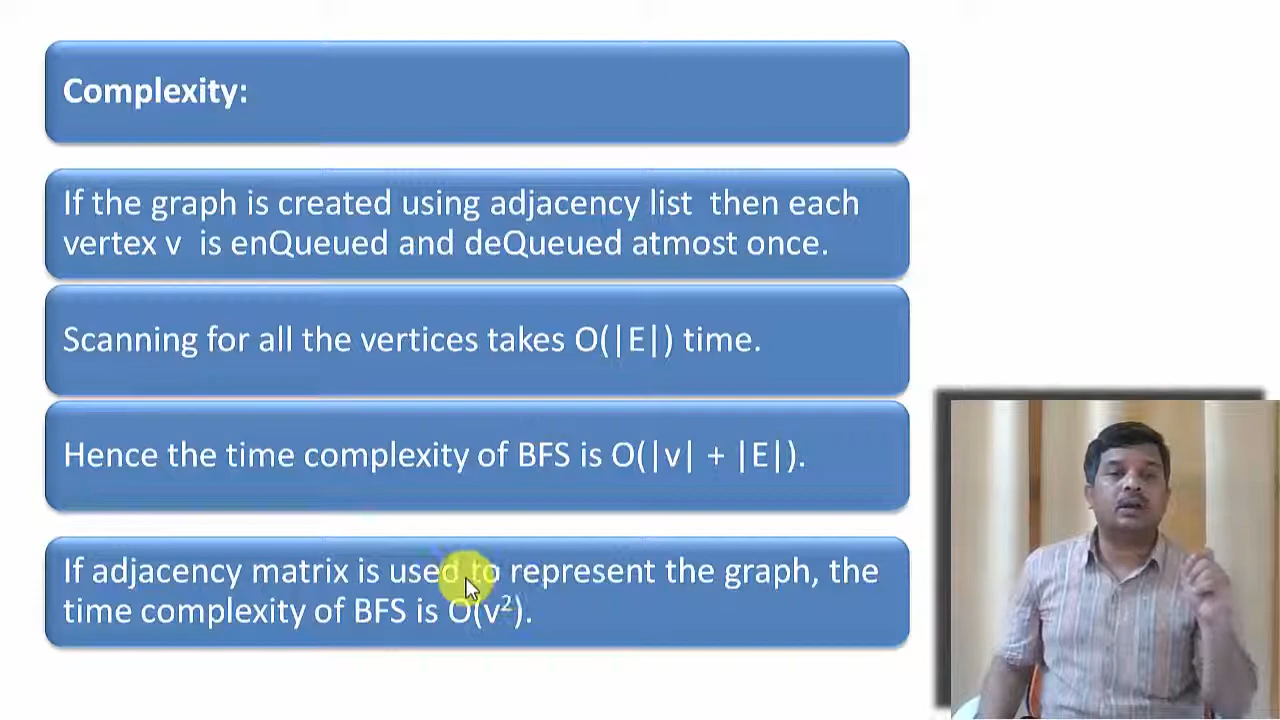 Complexity:
If the graph is created using adjacency list then each
vertex v is enQueued and deQueued atmost once.
Scanning for all the vertices takes O(|E|) time.
Hence the time complexity of BFS is O(|v| + |E|).
If adjacency matrix is used to represent the graph, the
time complexity of BFS is O(v²).